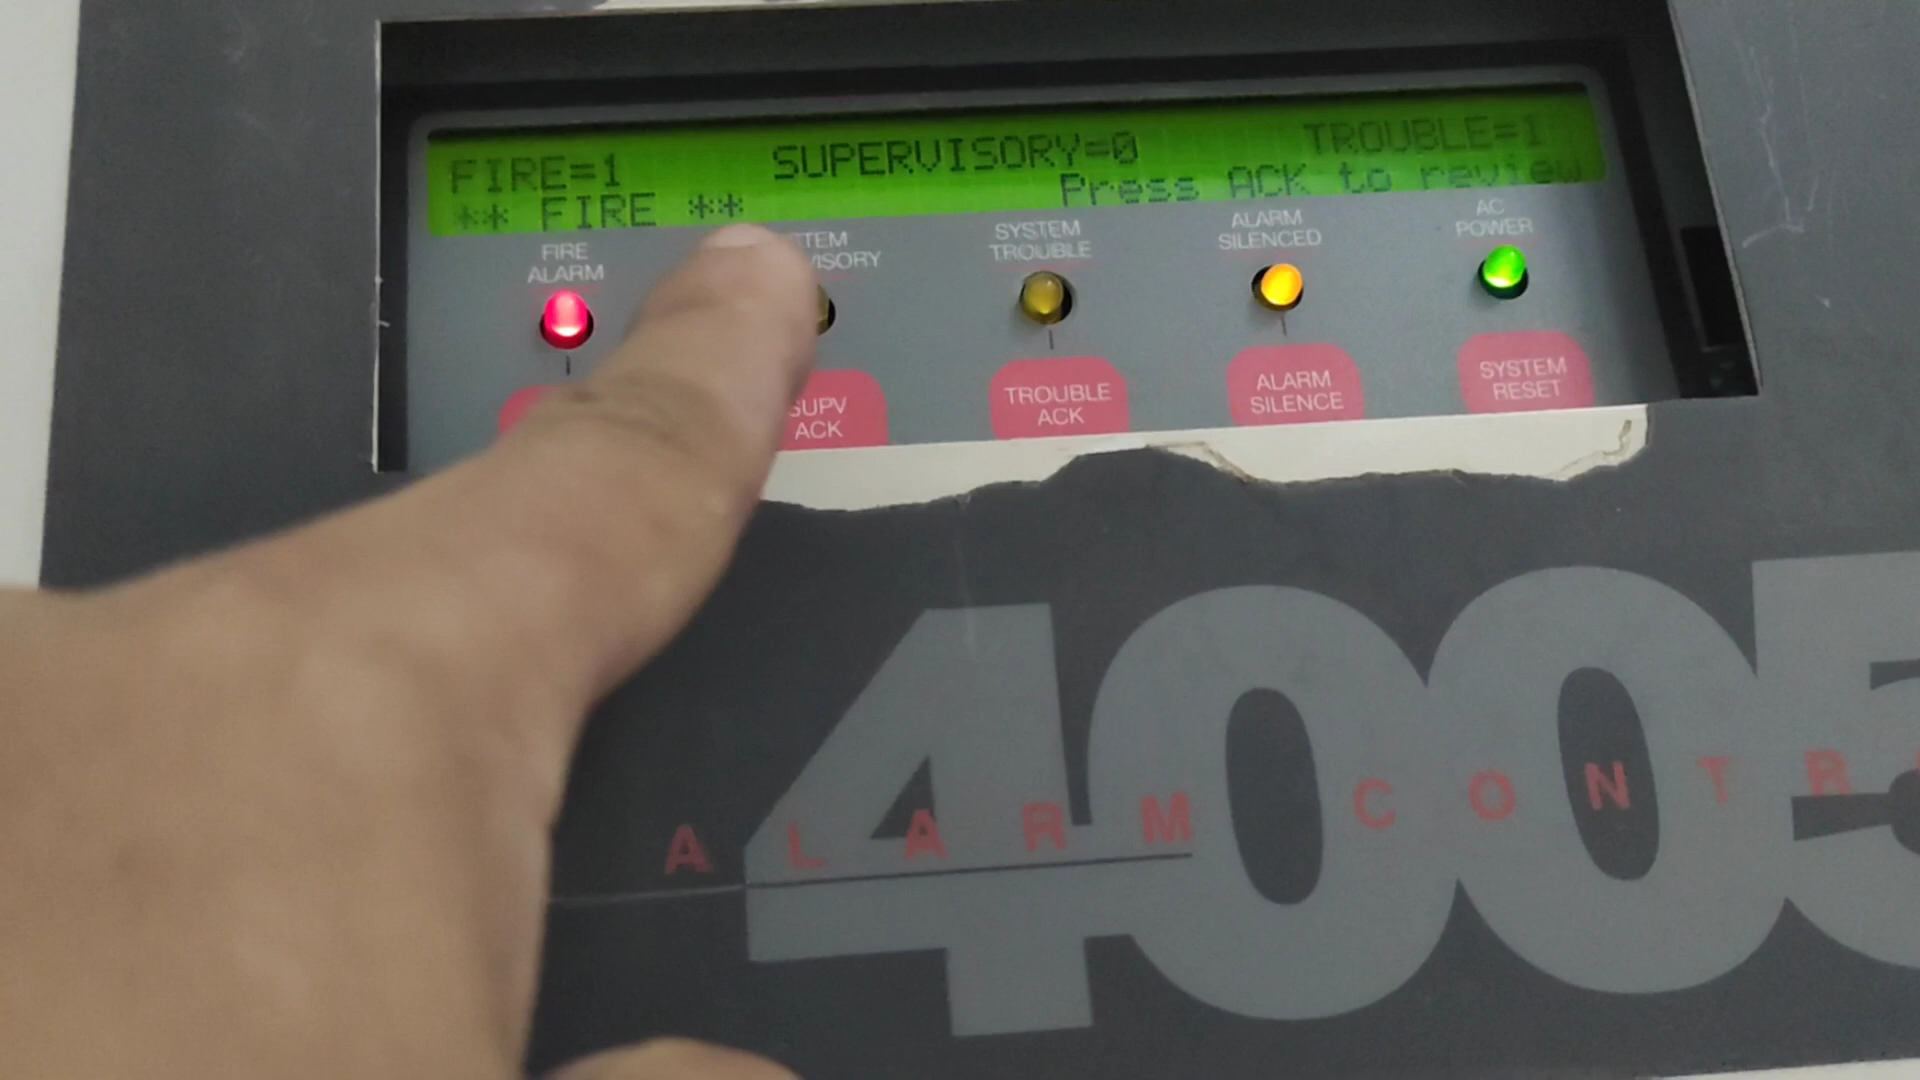 FIRE=1 SUPERVISORY=0 TROUBLE=1
** FIRE ** Press ACK to review
FIRE
ALARM
SYSTEM
TROUBLE
ALARM
SILENCED
AC
POWER
SUPV
ACK
TROUBLE
ACK
ALARM
SILENCE
SYSTEM
RESET
4005
ALARM